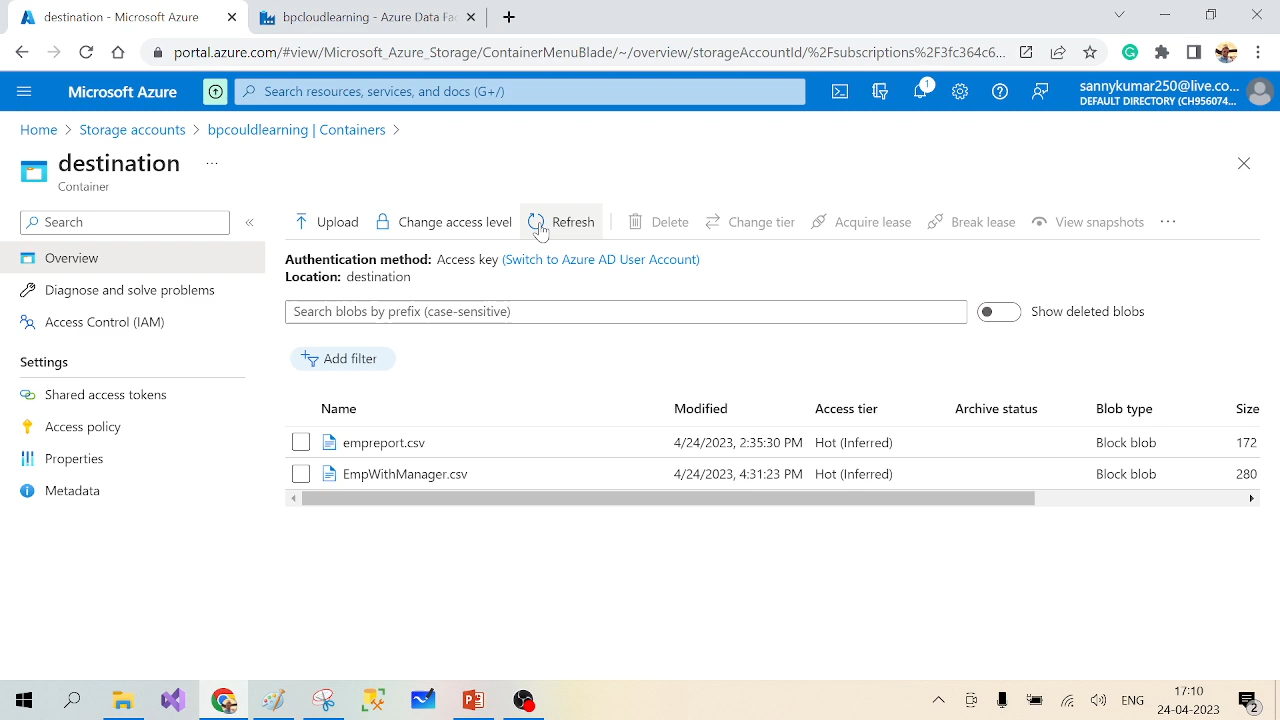 destination - Microsoft Azure
bpcloudlearning - Azure Data Fac
portal.azure.com/#view/Microsoft_Azure_Storage/ContainerMenuBlade/~/overview/storageAccountId/%2Fsubscriptions%2F3fc364c6...
Microsoft Azure
Search resources, services, and docs (G+/)
1
sannykumar250@live.co...
DEFAULT DIRECTORY (CH956074...
Home > Storage accounts > bpcouldlearning | Containers >
destination ...
Container
Search «
Upload Change access level Refresh Delete Change tier Acquire lease Break lease View snapshots ...
Overview
Diagnose and solve problems
Access Control (IAM)
Settings
Shared access tokens
Access policy
Properties
Metadata
Authentication method: Access key (Switch to Azure AD User Account)
Location: destination
Search blobs by prefix (case-sensitive)
Show deleted blobs
Add filter
Name Modified Access tier Archive status Blob type Size
empreport.csv 4/24/2023, 2:35:30 PM Hot (Inferred) Block blob 172
EmpWithManager.csv 4/24/2023, 4:31:23 PM Hot (Inferred) Block blob 280
ENG
17:10
24-04-2023
2